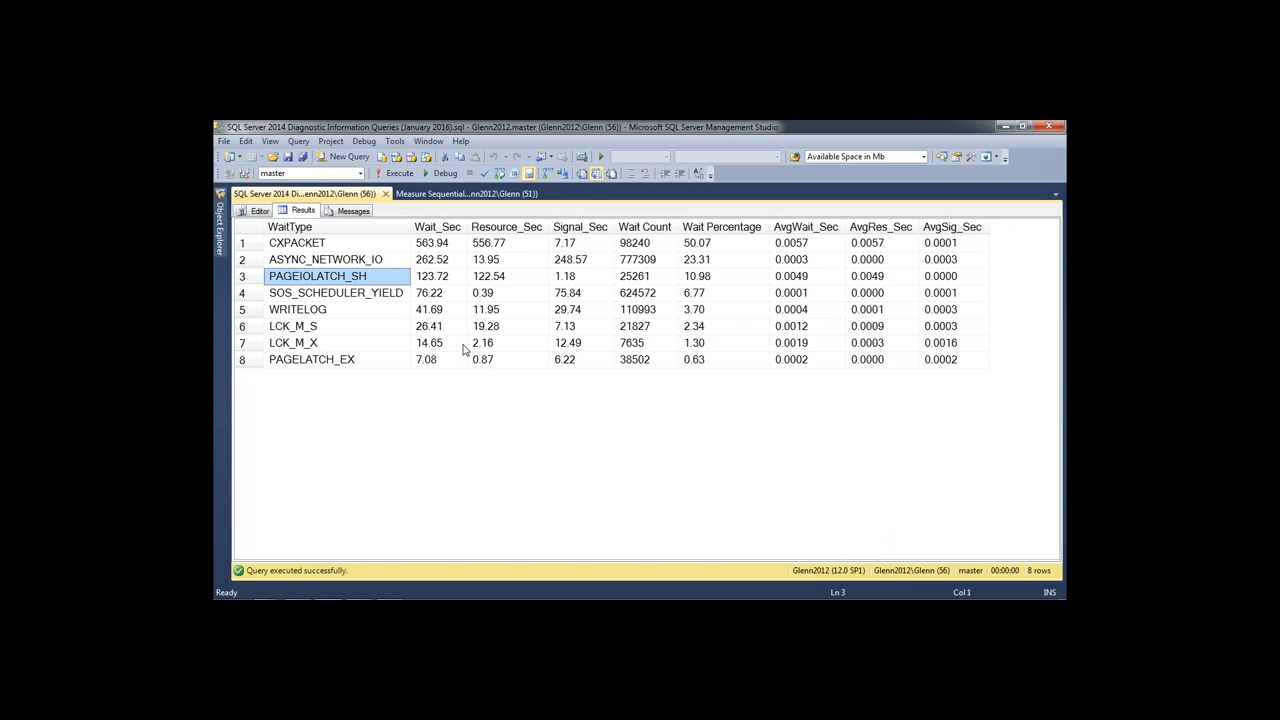 SQL Server 2014 Diagnostic Information Queries (January 2016).sql - Glenn2012.master (Glenn2012\Glenn (56)) - Microsoft SQL Server Management Studio
File Edit View Query Project Debug Tools Window Help
New Query Available Space in Mb
master Execute Debug
SQL Server 2014 Di...enn2012\Glenn (56)) Measure Sequential...nn2012\Glenn (51))
Object Explorer
Editor Results Messages
WaitType Wait_Sec Resource_Sec Signal_Sec Wait Count Wait Percentage AvgWait_Sec AvgRes_Sec AvgSig_Sec
1 CXPACKET 563.94 556.77 7.17 98240 50.07 0.0057 0.0057 0.0001
2 ASYNC_NETWORK_IO 262.52 13.95 248.57 777309 23.31 0.0003 0.0000 0.0003
3 PAGEIOLATCH_SH 123.72 122.54 1.18 25261 10.98 0.0049 0.0049 0.0000
4 SOS_SCHEDULER_YIELD 76.22 0.39 75.84 624572 6.77 0.0001 0.0000 0.0001
5 WRITELOG 41.69 11.95 29.74 110993 3.70 0.0004 0.0001 0.0003
6 LCK_M_S 26.41 19.28 7.13 21827 2.34 0.0012 0.0009 0.0003
7 LCK_M_X 14.65 2.16 12.49 7635 1.30 0.0019 0.0003 0.0016
8 PAGELATCH_EX 7.08 0.87 6.22 38502 0.63 0.0002 0.0000 0.0002
Query executed successfully. Glenn2012 (12.0 SP1) Glenn2012\Glenn (56) master 00:00:00 8 rows
Ready Ln 3 Col 1 INS